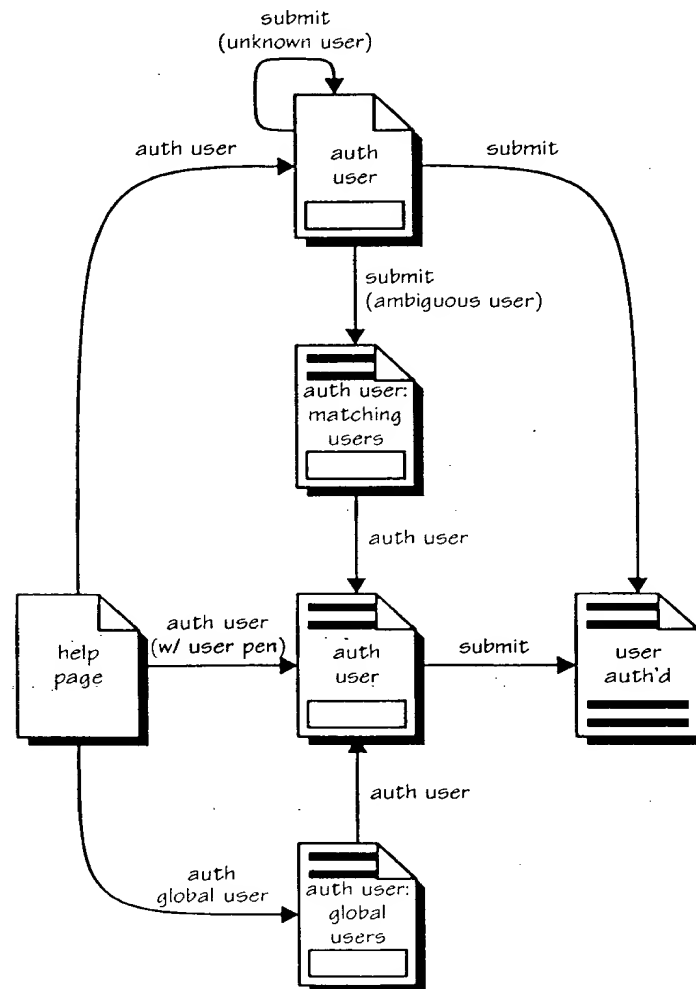 submit
(unknown user)
auth user
auth
user
submit
submit
(ambiguous user)
auth user:
matching
users
auth user
help
page
auth user
(w/ user pen)
auth
user
submit
user
auth'd
auth user
auth
global user
auth user:
global
users